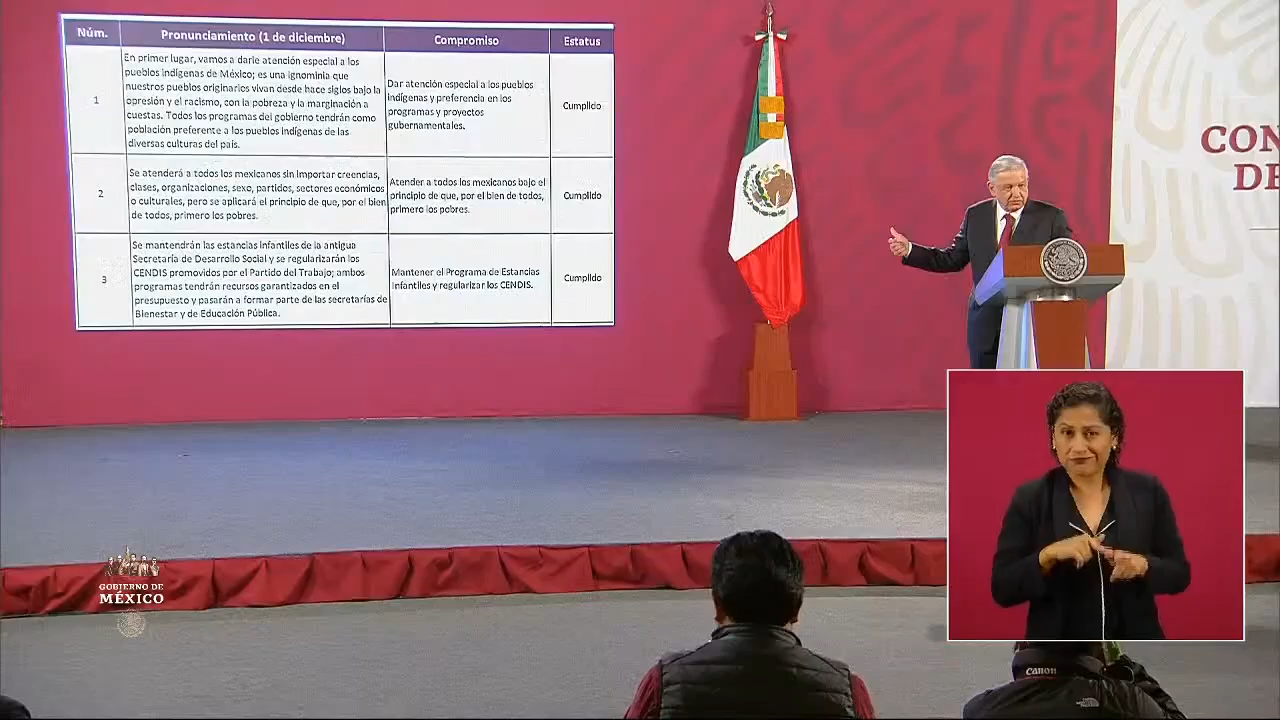 Núm. Pronunciamiento (1 de diciembre) Compromiso Estatus
1
En primer lugar, vamos a darle atención especial a los
pueblos indígenas de México; es una ignominia que
nuestros pueblos originarios vivan desde hace siglos bajo la
opresión y el racismo, con la pobreza y la marginación a
cuestas. Todos los programas del gobierno tendrán como
población preferente a los pueblos indígenas de las
diversas culturas del país.
Dar atención especial a los pueblos
indígenas y preferencia en los
programas y proyectos
gubernamentales.
Cumplido
2
Se atenderá a todos los mexicanos sin importar creencias,
clases, organizaciones, sexo, partidos, sectores económicos
o culturales, pero se aplicará el principio de que, por el bien
de todos, primero los pobres.
Atender a todos los mexicanos bajo el
principio de que, por el bien de todos,
primero los pobres.
Cumplido
3
Se mantendrán las estancias infantiles de la antigua
Secretaría de Desarrollo Social y se regularizarán los
CENDIS promovidos por el Partido del Trabajo; ambos
programas tendrán recursos garantizados en el
presupuesto y pasarán a formar parte de las secretarías de
Bienestar y de Educación Pública.
Mantener el Programa de Estancias
Infantiles y regularizar los CENDIS.
Cumplido
CON
DE
GOBIERNO DE
MÉXICO
Canon